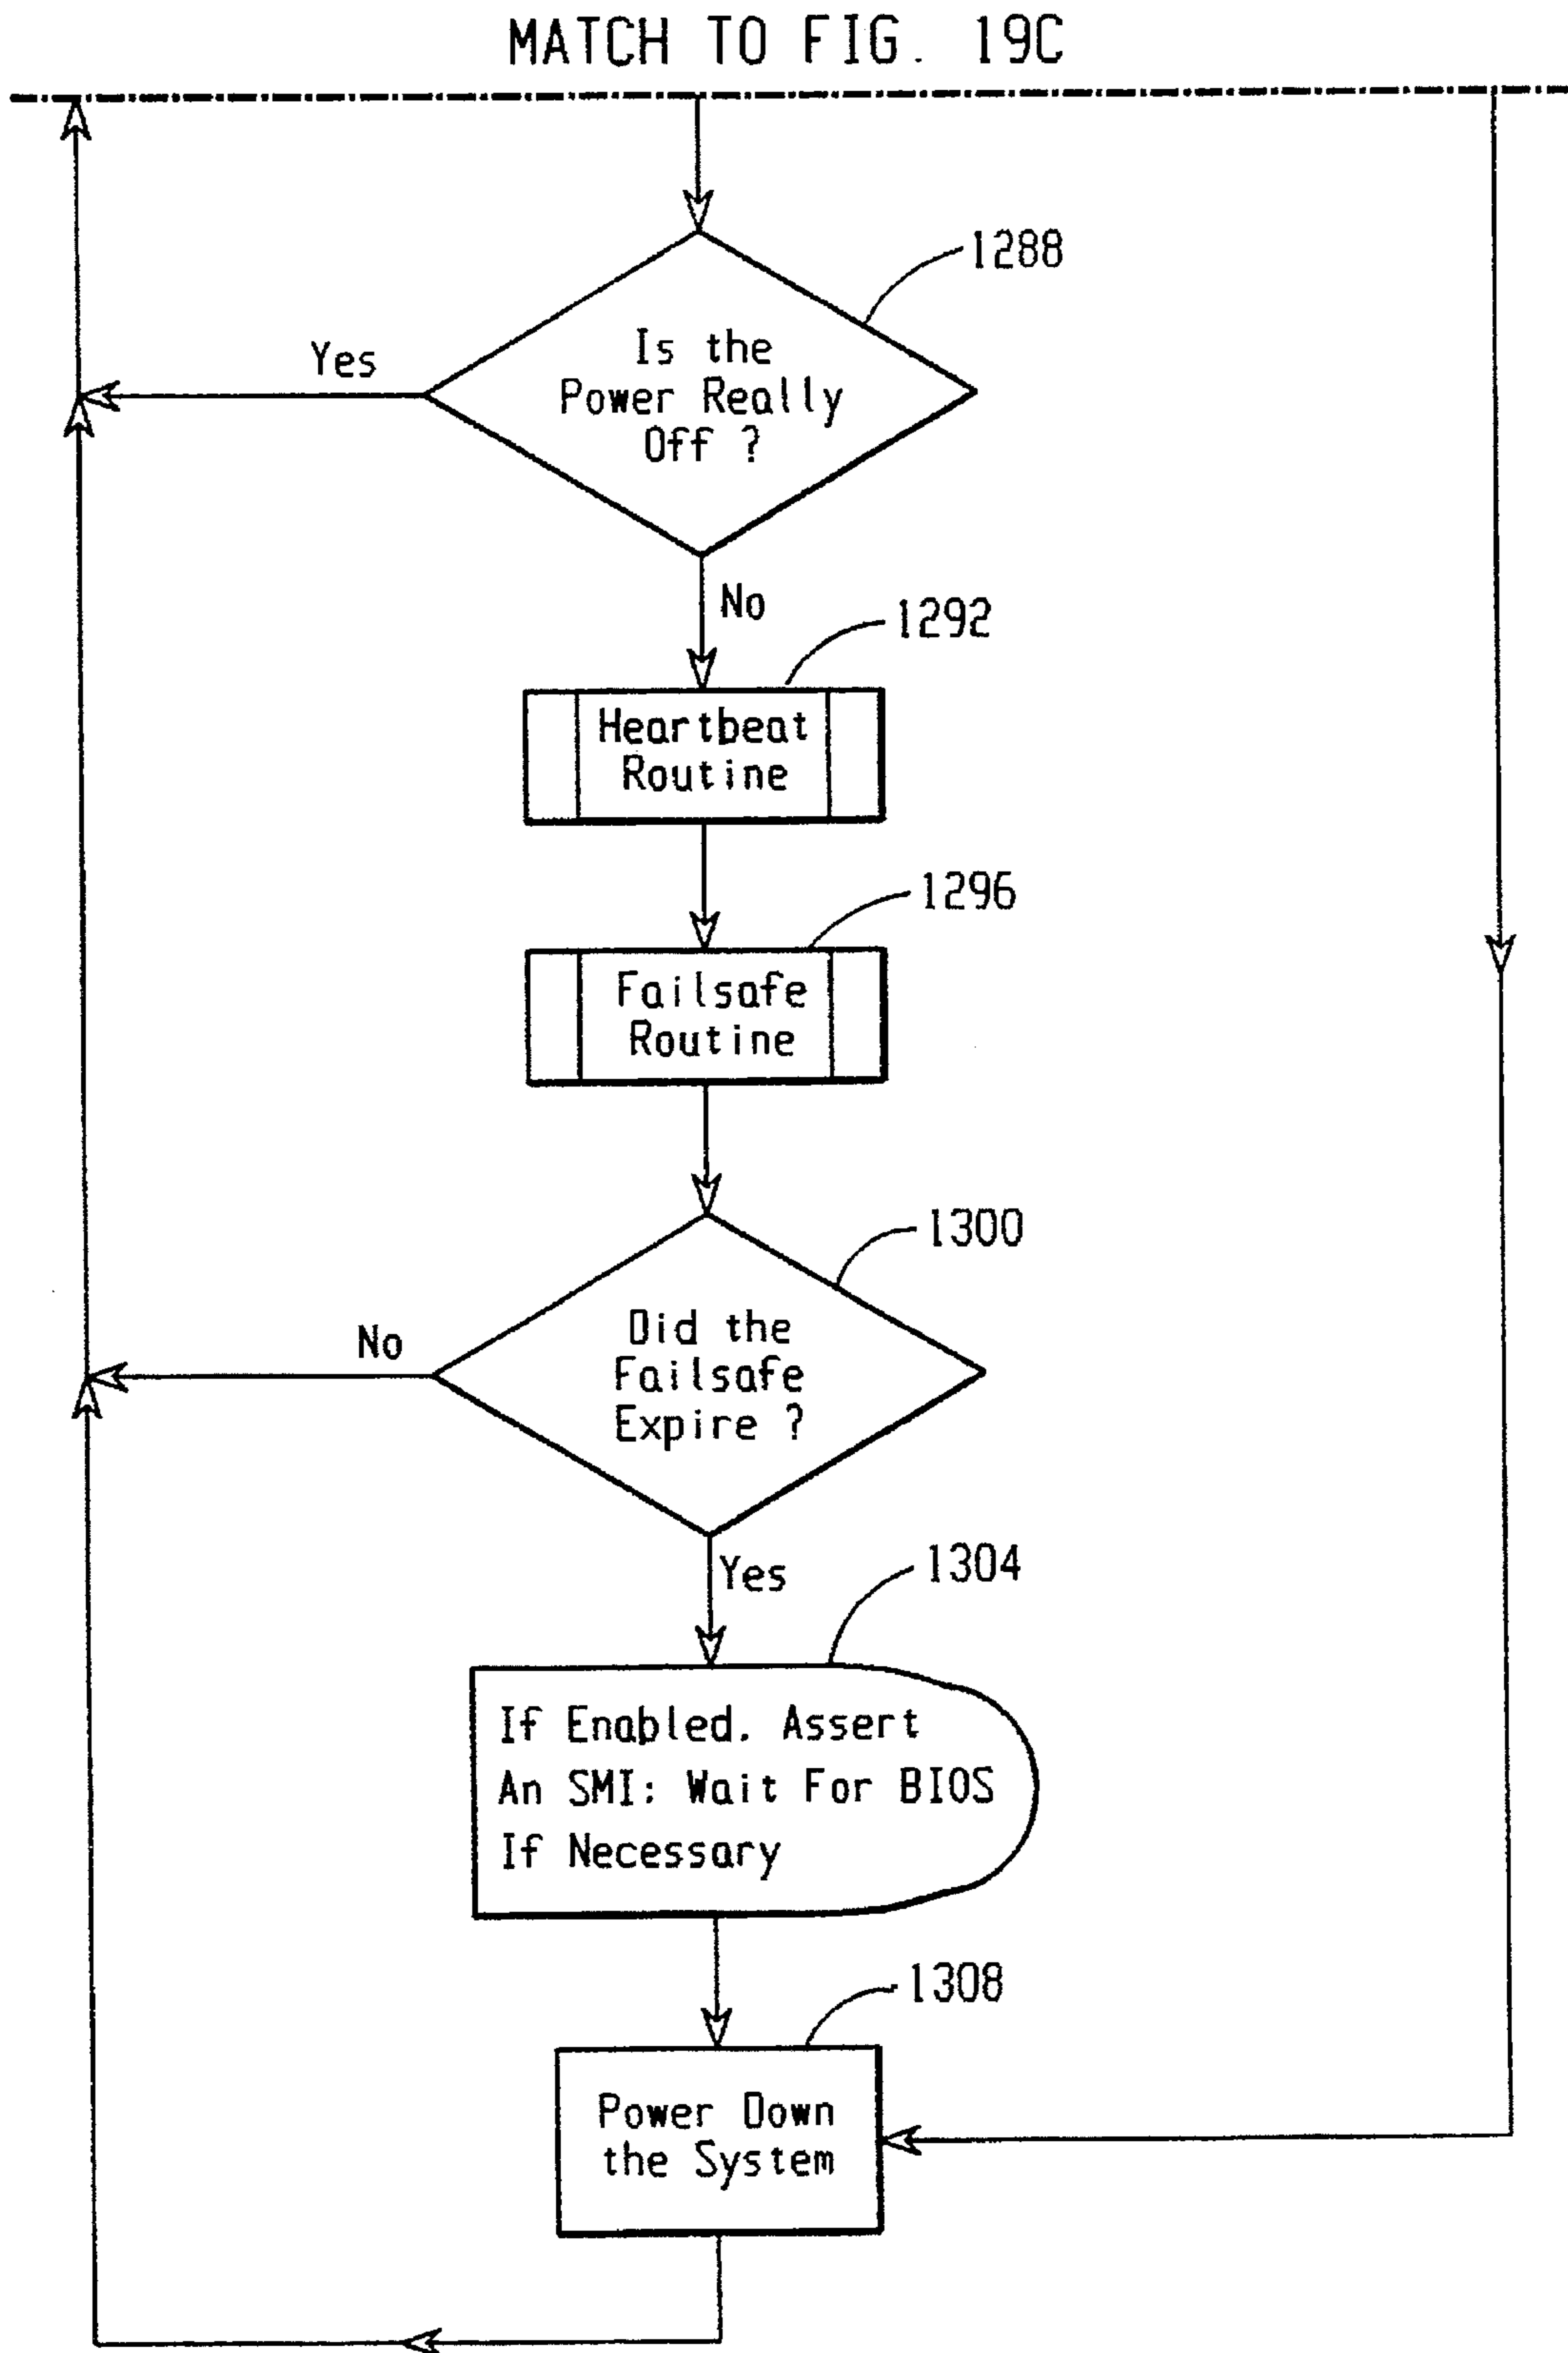 MATCH TO FIG. 19C
1288
Yes
Is the
Power Really
Off ?
No
1292
Heartbeat
Routine
1296
Failsafe
Routine
1300
No
Did the
Failsafe
Expire ?
Yes
1304
If Enabled, Assert
An SMI; Wait For BIOS
If Necessary
1308
Power Down
the System